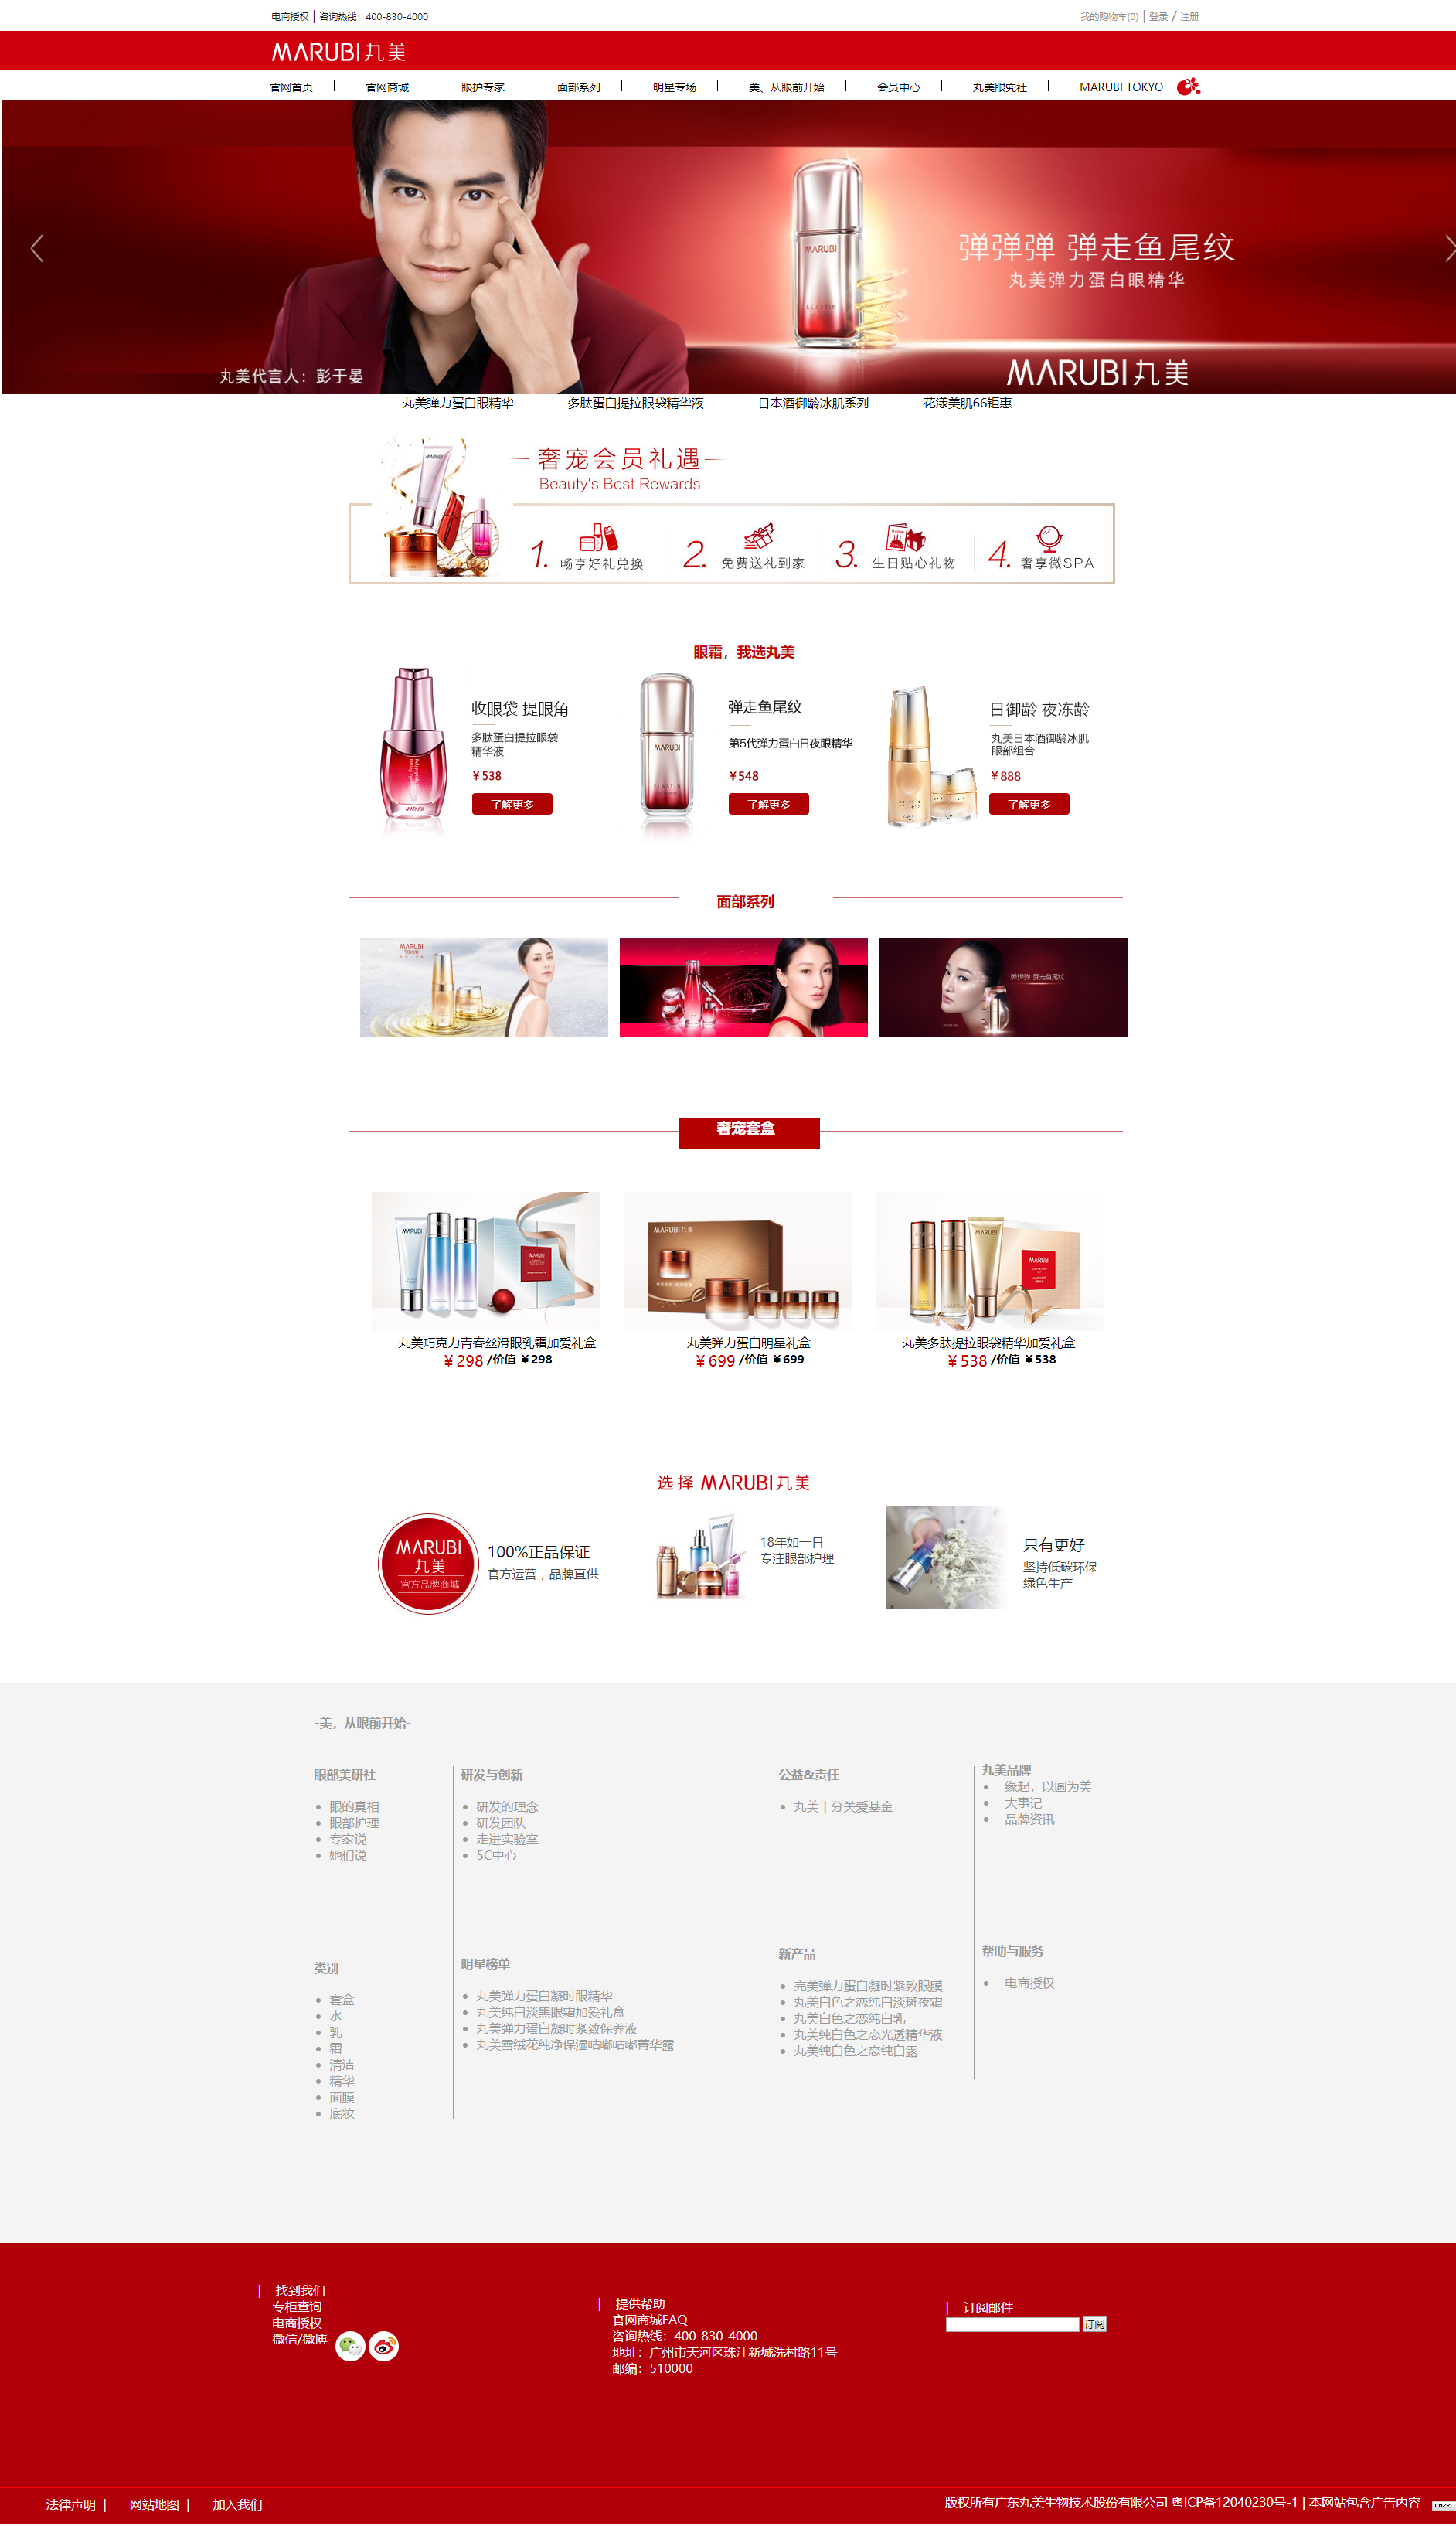 电商授权 | 咨询热线：400-830-4000
我的购物车(0) | 登录 / 注册
MARUBI 丸美
官网首页 | 官网商城 | 眼护专家 | 面部系列 | 明星专场 | 美、从眼前开始 | 会员中心 | 丸美眼究社 | MARUBI TOKYO
MARUBI
ELASTIN
弹弹弹 弹走鱼尾纹
丸美弹力蛋白眼精华
丸美代言人：彭于晏
MARUBI 丸美
丸美弹力蛋白眼精华 多肽蛋白提拉眼袋精华液 日本酒御龄冰肌系列 花漾美肌66钜惠
奢宠会员礼遇
Beauty's Best Rewards
1. 畅享好礼兑换
2. 免费送礼到家
3. 生日贴心礼物
4. 奢享微SPA
眼霜，我选丸美
收眼袋 提眼角
多肽蛋白提拉眼袋
精华液
￥538
了解更多
MARUBI
MARUBI
ELASTIN
弹走鱼尾纹
第5代弹力蛋白日夜眼精华
￥548
了解更多
日御龄 夜冻龄
丸美日本酒御龄冰肌
眼部组合
￥888
了解更多
面部系列
MARUBI
TOKYO
弹弹弹 弹走鱼尾纹
奢宠套盒
MARUBI
MARUBI
MARUBI丸美
MARUBI
MARUBI
丸美巧克力青春丝滑眼乳霜加爱礼盒
￥298 /价值 ￥298
丸美弹力蛋白明星礼盒
￥699 /价值 ￥699
丸美多肽提拉眼袋精华加爱礼盒
￥538 /价值 ￥538
选择 MARUBI 丸美
MARUBI
丸美
官方品牌商城
100%正品保证
官方运营，品牌直供
18年如一日
专注眼部护理
只有更好
坚持低碳环保
绿色生产
-美，从眼前开始-
眼部美研社
眼的真相
眼部护理
专家说
她们说
研发与创新
研发的理念
研发团队
走进实验室
5C中心
公益&责任
丸美十分关爱基金
丸美品牌
缘起，以圆为美
大事记
品牌资讯
类别
套盒
水
乳
霜
清洁
精华
面膜
底妆
明星榜单
丸美弹力蛋白凝时眼精华
丸美纯白淡黑眼霜加爱礼盒
丸美弹力蛋白凝时紧致保养液
丸美雪绒花纯净保湿咕嘟咕嘟菁华露
新产品
完美弹力蛋白凝时紧致眼膜
丸美白色之恋纯白淡斑夜霜
丸美白色之恋纯白乳
丸美纯白色之恋光透精华液
丸美纯白色之恋纯白露
帮助与服务
电商授权
| 找到我们
专柜查询
电商授权
微信/微博
| 提供帮助
官网商城FAQ
咨询热线：400-830-4000
地址：广州市天河区珠江新城冼村路11号
邮编：510000
| 订阅邮件
订阅
法律声明 | 网站地图 | 加入我们
版权所有广东丸美生物技术股份有限公司 粤ICP备12040230号-1 | 本网站包含广告内容
CNZZ